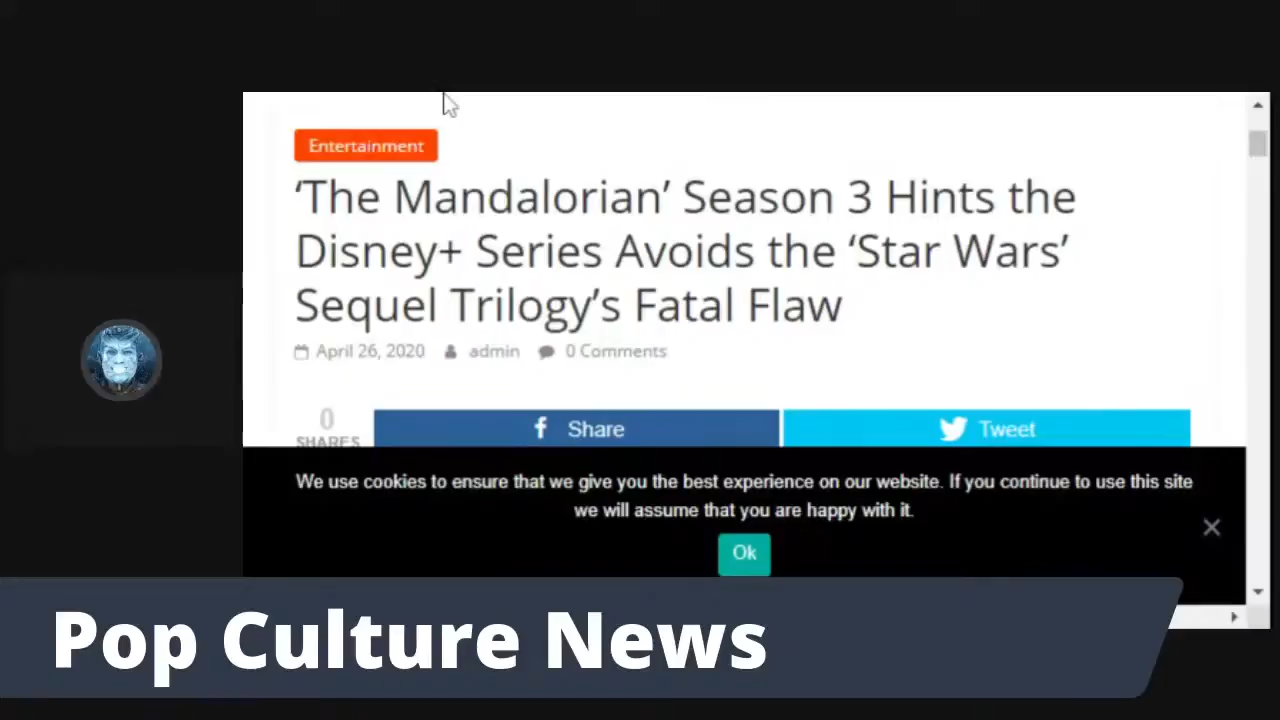 Entertainment
‘The Mandalorian’ Season 3 Hints the
Disney+ Series Avoids the ‘Star Wars’
Sequel Trilogy’s Fatal Flaw
April 26, 2020 admin 0 Comments
0
SHARES
Share
Tweet
We use cookies to ensure that we give you the best experience on our website. If you continue to use this site
we will assume that you are happy with it.
Ok
Pop Culture News